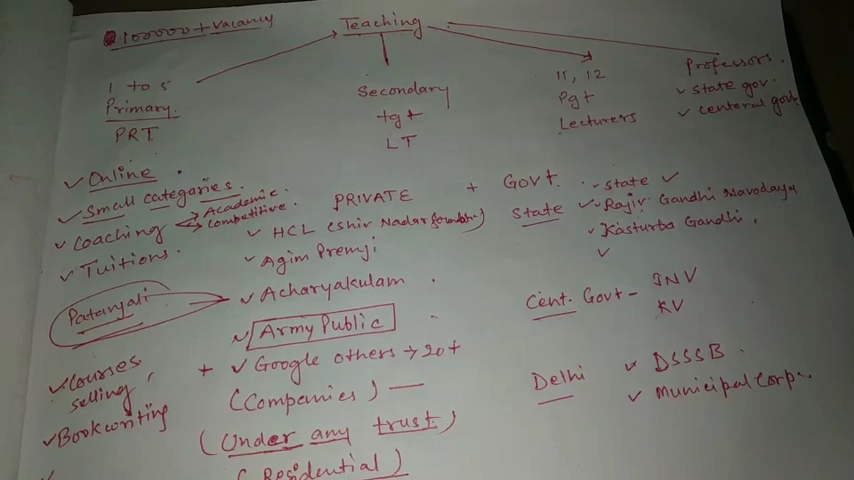 100000+ vacancy
Teaching
1 to 5
Primary.
PRT
Secondary
tgt
LT
11, 12
Pgt
Lecturers
Professors.
✓ state gov.
✓ centeral govt.
✓ Online
✓ Small categories.
✓ Coaching
Academic.
Competitive.
✓ Tuitions.
Patanjali
✓ Courses
selling,
✓ Bookwriting
PRIVATE + Govt.
✓ HCL (Shiv Nadar
✓ Agim Premji
✓ Acharyakulam
✓ Army Public
+ ✓ Google others → 20+
(Companies) —
(Under any trust)
(Residential)
State
✓ state ✓
✓ Rajiv Gandhi Navodaya
✓ Kasturba Gandhi,
✓
Cent. Govt - JNV
KV
Delhi
✓ DSSSB
✓ Municipal Corp.